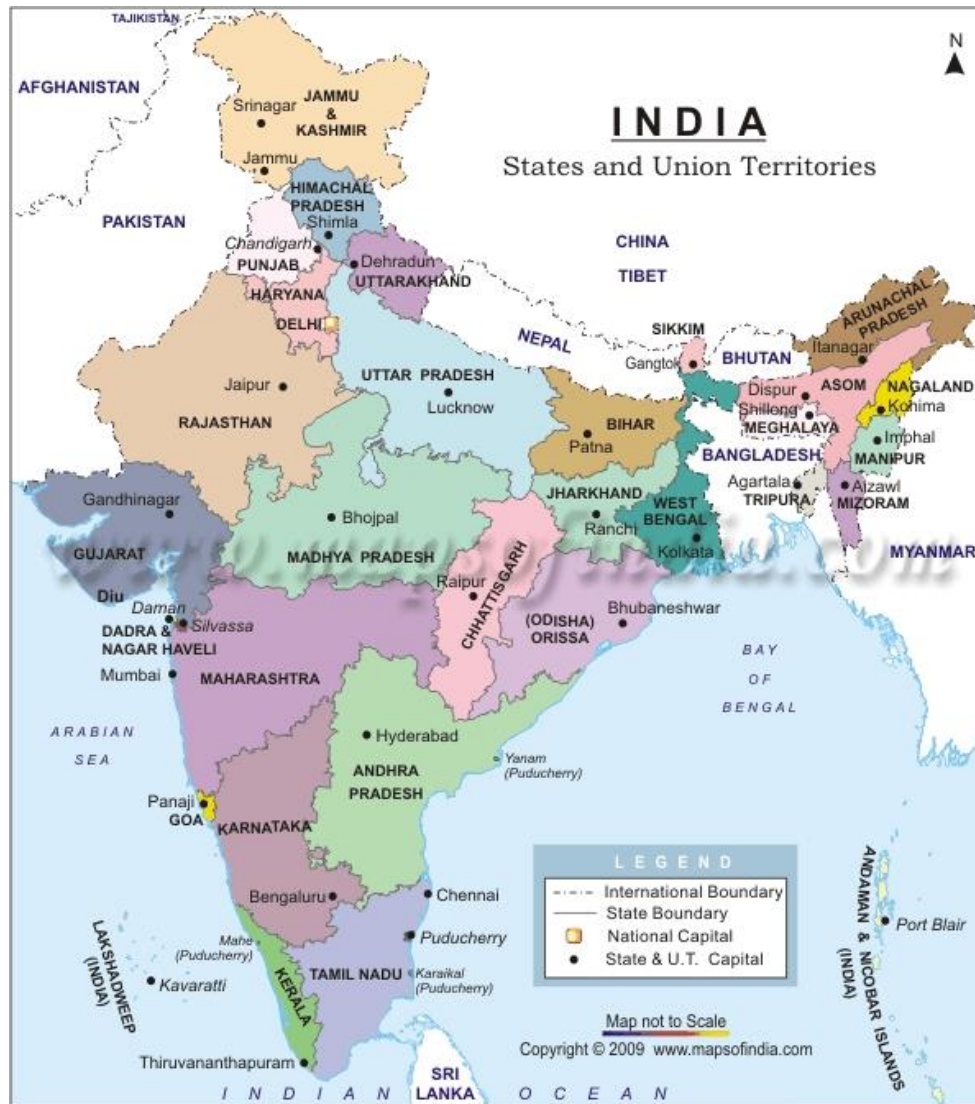 TAJIKISTAN
AFGHANISTAN
N
JAMMU
&
KASHMIR
Srinagar
Jammu
INDIA
States and Union Territories
HIMACHAL
PRADESH
Shimla
PAKISTAN
Chandigarh
PUNJAB
Dehradun
UTTARAKHAND
CHINA
TIBET
HARYANA
DELHI
ARUNACHAL
PRADESH
Itanagar
SIKKIM
NEPAL
Gangtok
BHUTAN
Jaipur
RAJASTHAN
UTTAR PRADESH
Lucknow
Dispur
ASOM
NAGALAND
Kohima
Shillong
MEGHALAYA
BIHAR
Patna
Imphal
MANIPUR
BANGLADESH
Gandhinagar
GUJARAT
Bhojpal
MADHYA PRADESH
JHARKHAND
Ranchi
WEST
BENGAL
Kolkata
Agartala
TRIPURA
Aizawl
MIZORAM
MYANMAR
www.mapsofindia.com
Diu
Daman
Silvassa
DADRA &
NAGAR HAVELI
Raipur
CHHATTISGARH
(ODISHA)
ORISSA
Bhubaneshwar
Mumbai
MAHARASHTRA
BAY
OF
BENGAL
ARABIAN
SEA
Hyderabad
ANDHRA
PRADESH
Yanam
(Puducherry)
Panaji
GOA
KARNATAKA
LEGEND
International Boundary
State Boundary
National Capital
State & U.T. Capital
Bengaluru
Chennai
ANDAMAN & NICOBAR ISLANDS
(INDIA)
Port Blair
Mahe
(Puducherry)
Puducherry
LAKSHADWEEP
(INDIA)
Kavaratti
KERALA
TAMIL NADU
Karaikal
(Puducherry)
Map not to Scale
Copyright © 2009 www.mapsofindia.com
Thiruvananthapuram
SRI
LANKA
INDIAN OCEAN